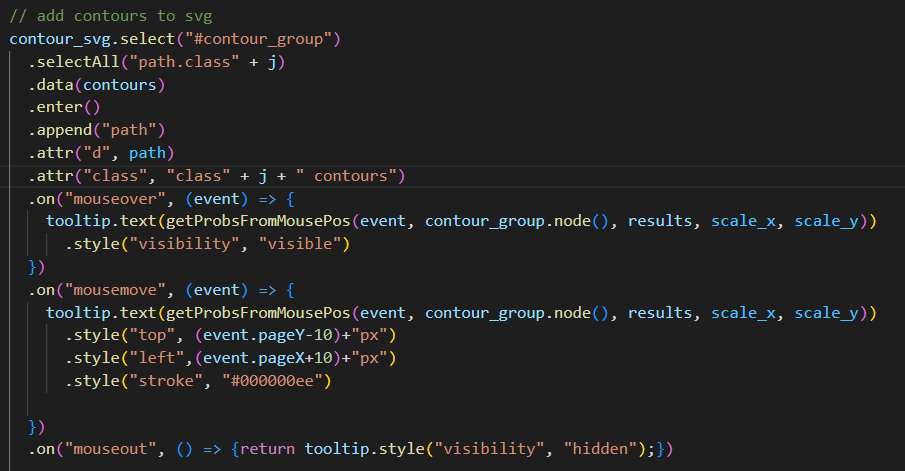 // add contours to svg
contour_svg.select("#contour_group")
  .selectAll("path.class" + j)
  .data(contours)
  .enter()
  .append("path")
  .attr("d", path)
  .attr("class", "class" + j + " contours")
  .on("mouseover", (event) => {
    tooltip.text(getProbsFromMousePos(event, contour_group.node(), results, scale_x, scale_y))
      .style("visibility", "visible")
  })
  .on("mousemove", (event) => {
    tooltip.text(getProbsFromMousePos(event, contour_group.node(), results, scale_x, scale_y))
      .style("top", (event.pageY-10)+"px")
      .style("left",(event.pageX+10)+"px")
      .style("stroke", "#000000ee")
  })
  .on("mouseout", () => {return tooltip.style("visibility", "hidden");})